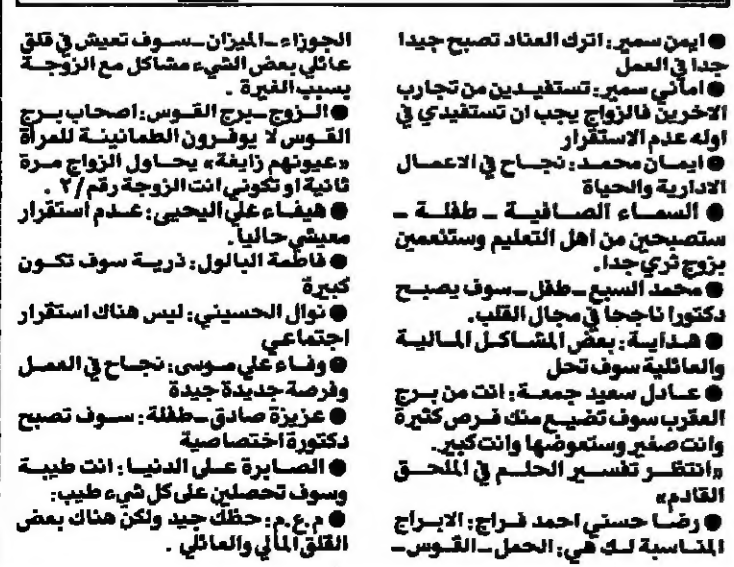 ● ايمن سمير: اترك العناد تصبح جيدا
جدا في العمل
● اماني سمير: تستفيدين من تجارب
الاخرين فالزواج يجب ان تستفيدي في
اوله عدم الاستقرار
● ايمان محمد: نجاح في الاعمال
الادارية والحياة
● السماء الصافية ـ طفلة ـ
ستصبحين من اهل التعليم وستنعمين
بزوج ثري جدا.
● محمد السبع ـ طفل ـ سوف يصبح
دكتورا ناجحا في مجال القلب.
● هداية: بعض المشاكل المالية
والعائلية سوف تحل
● عادل سعيد جمعة: انت من برج
العقرب سوف تضيع منك فرص كثيرة
وانت صغير وستعوضها وانت كبير.
«انتظر تفسير الحلم في الملحق
القادم»
● رضا حسني احمد فراج: الابراج
المناسبة لك هي: الحمل ـ القوس ـ
الجوزاء ـ الميزان ـ سوف تعيش في قلق
عائلي بعض الشيء مشاكل مع الزوجة
بسبب الغيرة .
● الزوج ـ برج القوس: اصحاب برج
القوس لا يوفرون الطمانينة للمراة
«عيونهم زايغة» يحاول الزواج مرة
ثانية او تكوني انت الزوجة رقم/٢ .
● هيفاء علي اليحيى: عدم استقرار
معيشي حالياً.
● فاطمة البالول: ذرية سوف تكون
كبيرة
● نوال الحسيني: ليس هناك استقرار
اجتماعي
● وفاء علي موسى: نجاح في العمل
وفرصة جديدة جيدة
● عزيزة صادق ـ طفلة: سوف تصبح
دكتورة اختصاصية
● الصابرة على الدنيا: انت طيبة
وسوف تحصلين على كل شيء طيب:
● م.ع.م: حظك جيد ولكن هناك بعض
القلق المالي والعائلي .